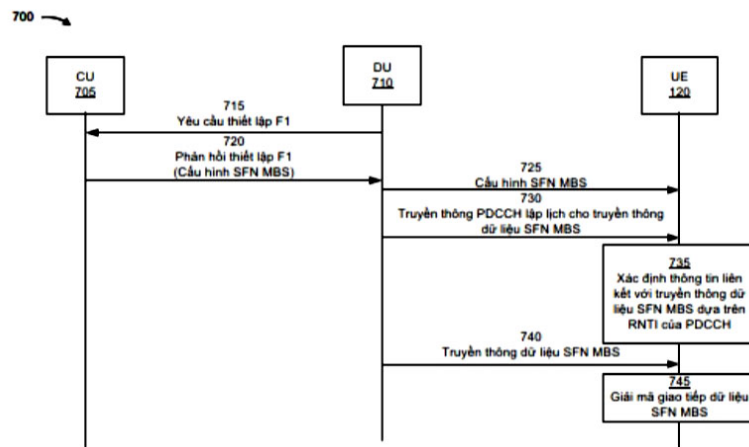 700
CU
705
DU
710
UE
120
715
Yêu cầu thiết lập F1
720
Phản hồi thiết lập F1
(Cấu hình SFN MBS)
725
Cấu hình SFN MBS
730
Truyền thông PDCCH lập lịch cho truyền thông
dữ liệu SFN MBS
735
Xác định thông tin liên
kết với truyền thông dữ
liệu SFN MBS dựa trên
RNTI của PDCCH
740
Truyền thông dữ liệu SFN MBS
745
Giải mã giao tiếp dữ liệu
SFN MBS